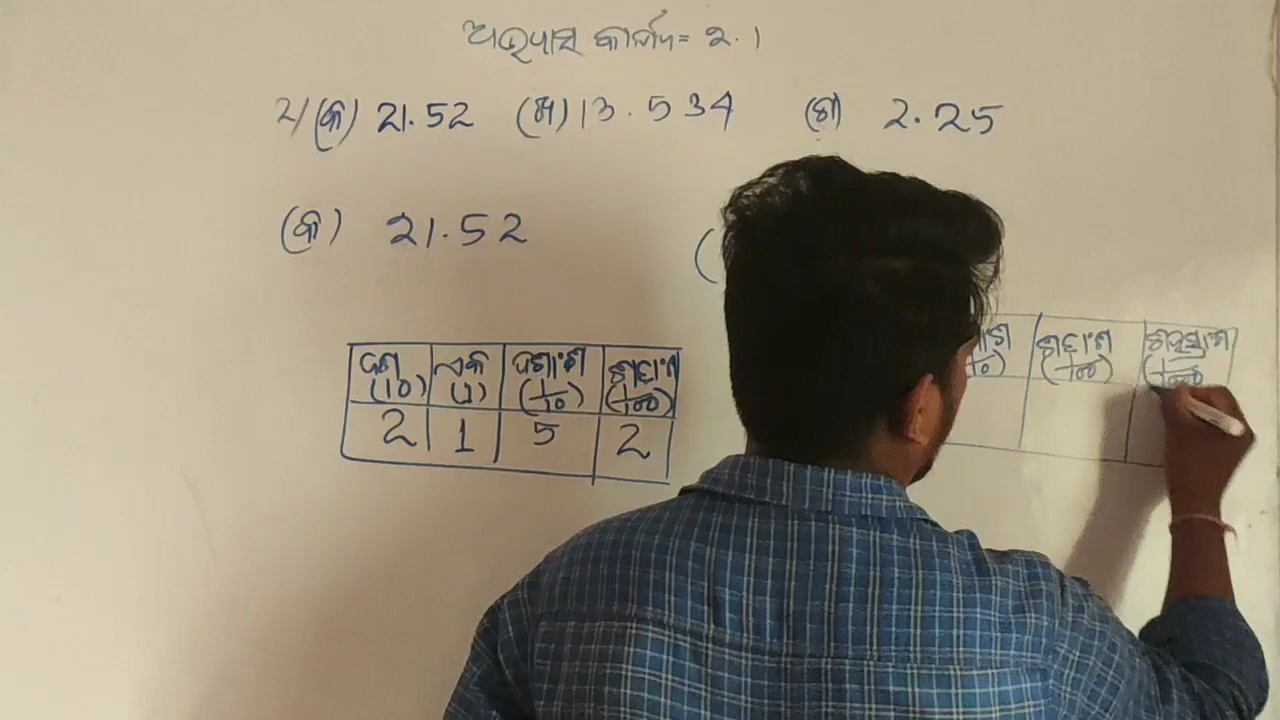 ଅଭ୍ୟାସ କାର୍ଯ୍ୟ = 2.1
2/ (କ) 21.52 (ଖ) 13.534 (ଗ) 2.25
(କ) 21.52 (
ଦଶ ଏକ ଦଶାଂଶ ଶତାଂଶ
(10) (1) (1/10) (1/100)
2 1 5 2
ଶତାଂଶ ସହସ୍ରାଂଶ
(1/100) (1/1000